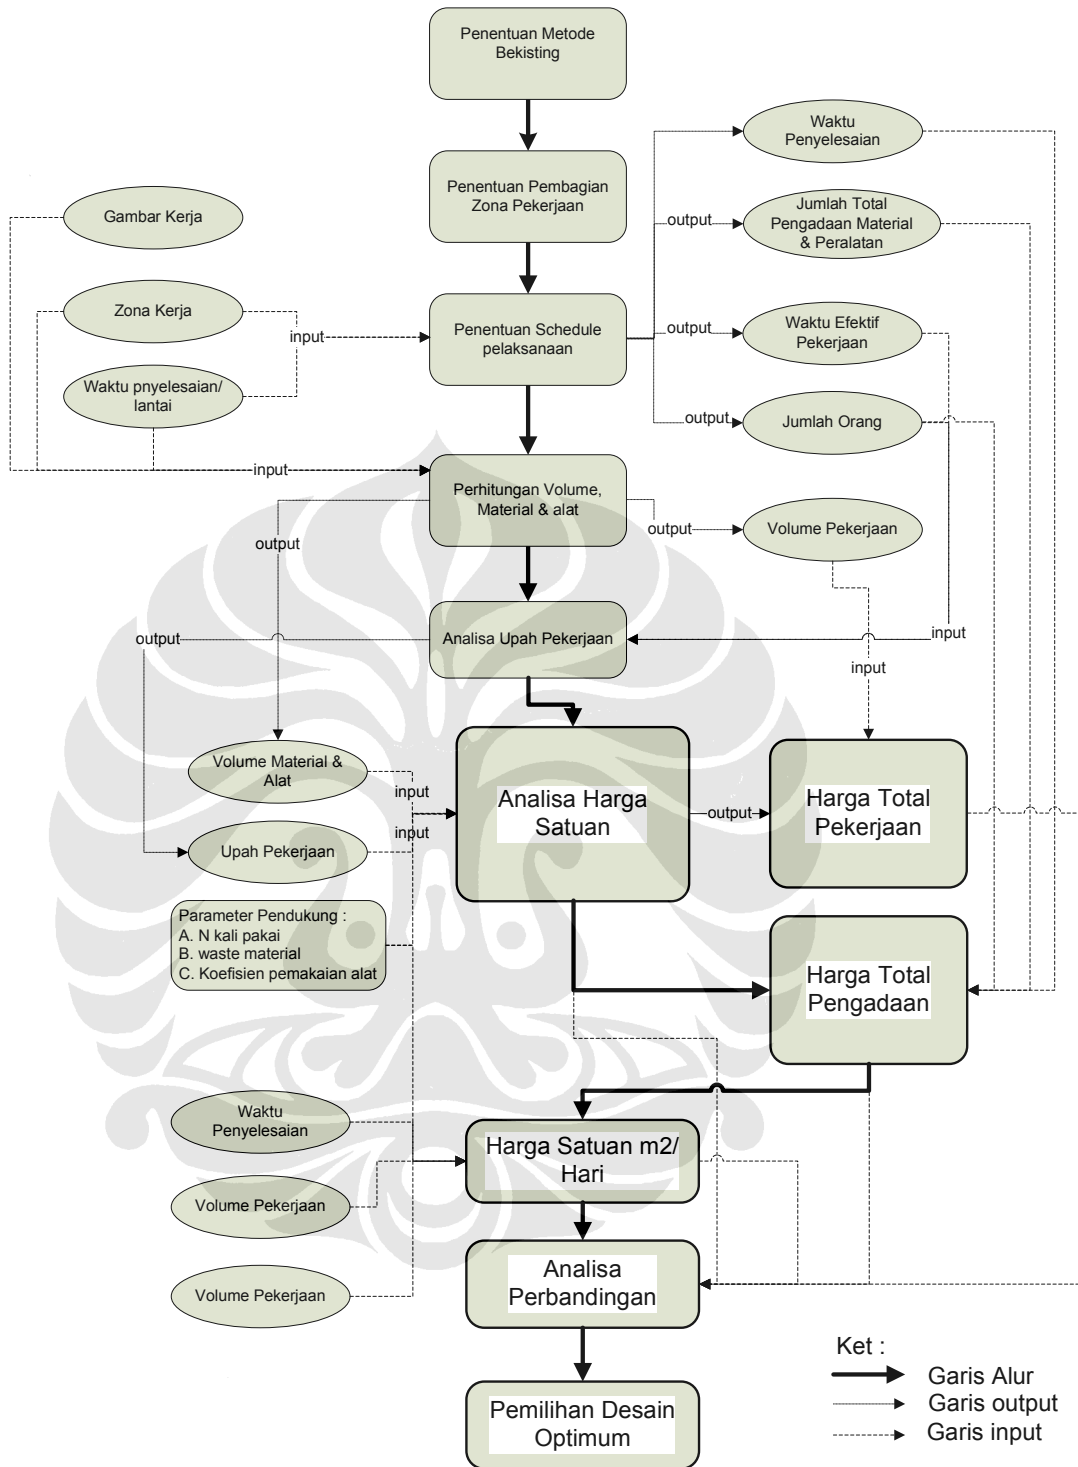 Penentuan Metode
Bekisting
Waktu
Penyelesaian
Penentuan Pembagian
Zona Pekerjaan
Gambar Kerja
output
Jumlah Total
Pengadaan Material
& Peralatan
Zona Kerja
input
Penentuan Schedule
pelaksanaan
output
Waktu Efektif
Pekerjaan
Waktu pnyelesaian/
lantai
output
Jumlah Orang
input
Perhitungan Volume,
Material & alat
output
Volume Pekerjaan
output
output
Analisa Upah Pekerjaan
input
input
Volume Material &
Alat
input
Analisa Harga
Satuan
output
Harga Total
Pekerjaan
input
Upah Pekerjaan
Parameter Pendukung :
A. N kali pakai
B. waste material
C. Koefisien pemakaian alat
Harga Total
Pengadaan
Waktu
Penyelesaian
Harga Satuan m2/
Hari
Volume Pekerjaan
Analisa
Perbandingan
Volume Pekerjaan
Ket :
Garis Alur
Garis output
Garis input
Pemilihan Desain
Optimum